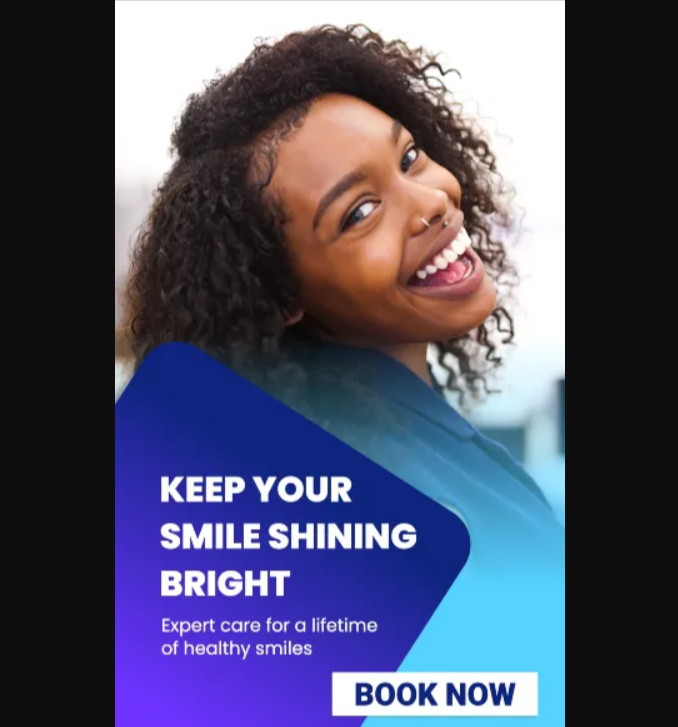 KEEP YOUR
SMILE SHINING
BRIGHT
Expert care for a lifetime
of healthy smiles
BOOK NOW